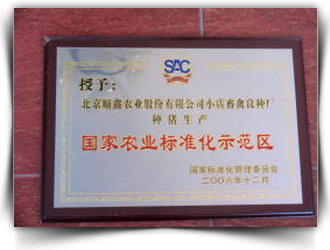 SAC
授予：
北京顺鑫农业股份有限公司小店畜禽良种厂
种猪生产
国家农业标准化示范区
国家标准化管理委员会
二〇〇六年十二月